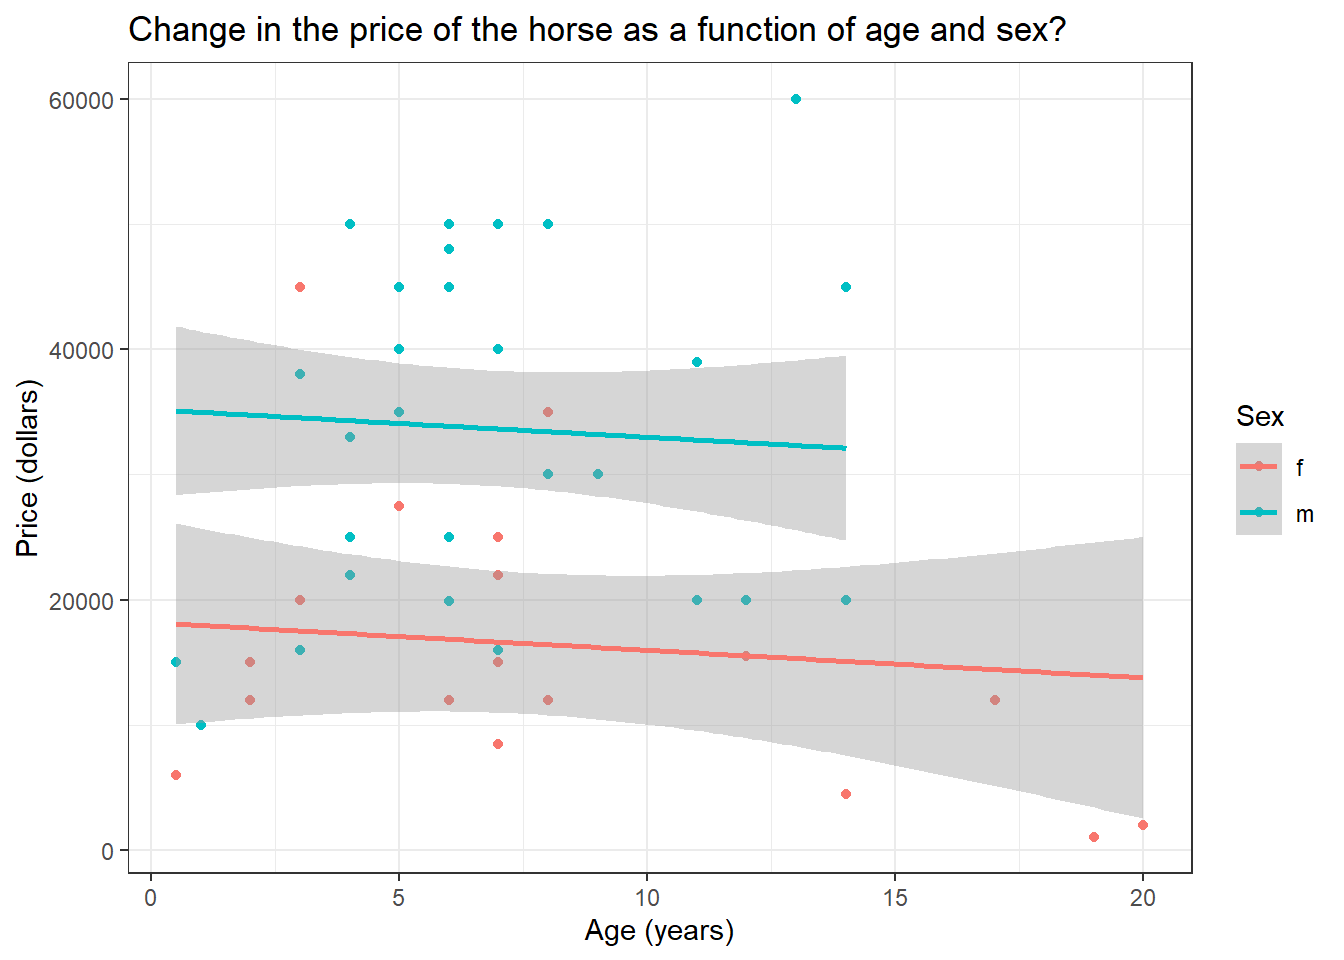 Change in the price of the horse as a function of age and sex?
60000
40000
20000
0
Price (dollars)
0 5 10 15 20
Age (years)
Sex
f
m